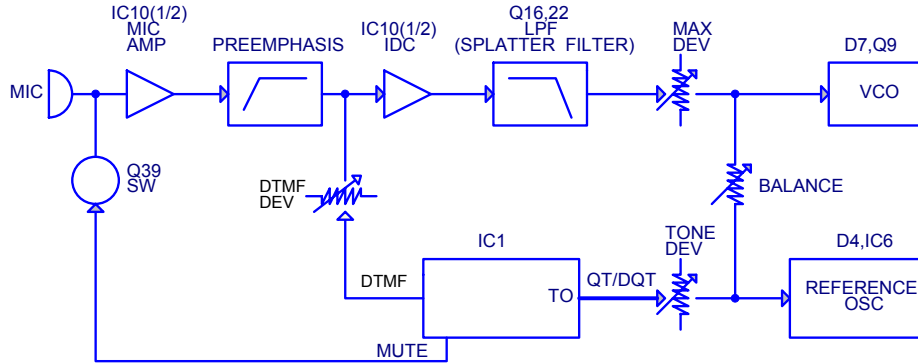 IC10(1/2)
MIC
AMP
PREEMPHASIS
IC10(1/2)
IDC
Q16,22
LPF
(SPLATTER FILTER)
MAX
DEV
D7,Q9
MIC
VCO
Q39
SW
DTMF
DEV
BALANCE
IC1
TONE
DEV
D4,IC6
DTMF
TO
QT/DQT
REFERENCE
OSC
MUTE